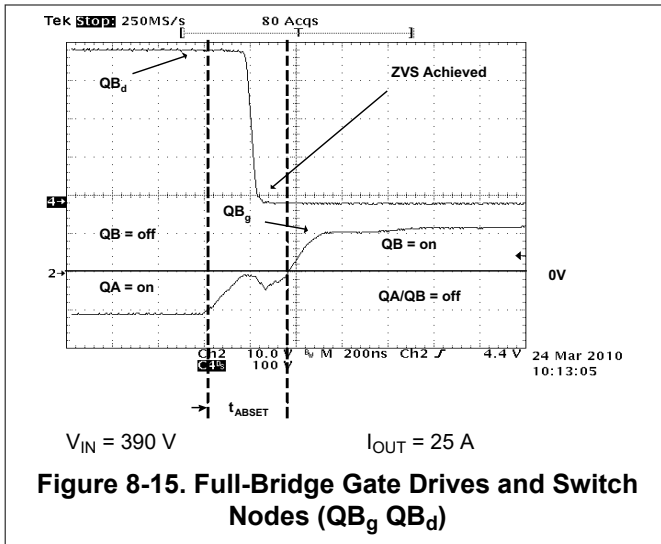 Tek Stop: 250MS/s 80 Acqs
T
QBd
ZVS Achieved
4→
QBg
QB = off
QB = on
2→
0V
QA = on
QA/QB = off
Ch2 10.0 V M 200ns Ch2 4.4 V
Ch4 100 V
24 Mar 2010
10:13:05
tABSET
VIN = 390 V IOUT = 25 A
Figure 8-15. Full-Bridge Gate Drives and Switch
Nodes (QBg QBd)